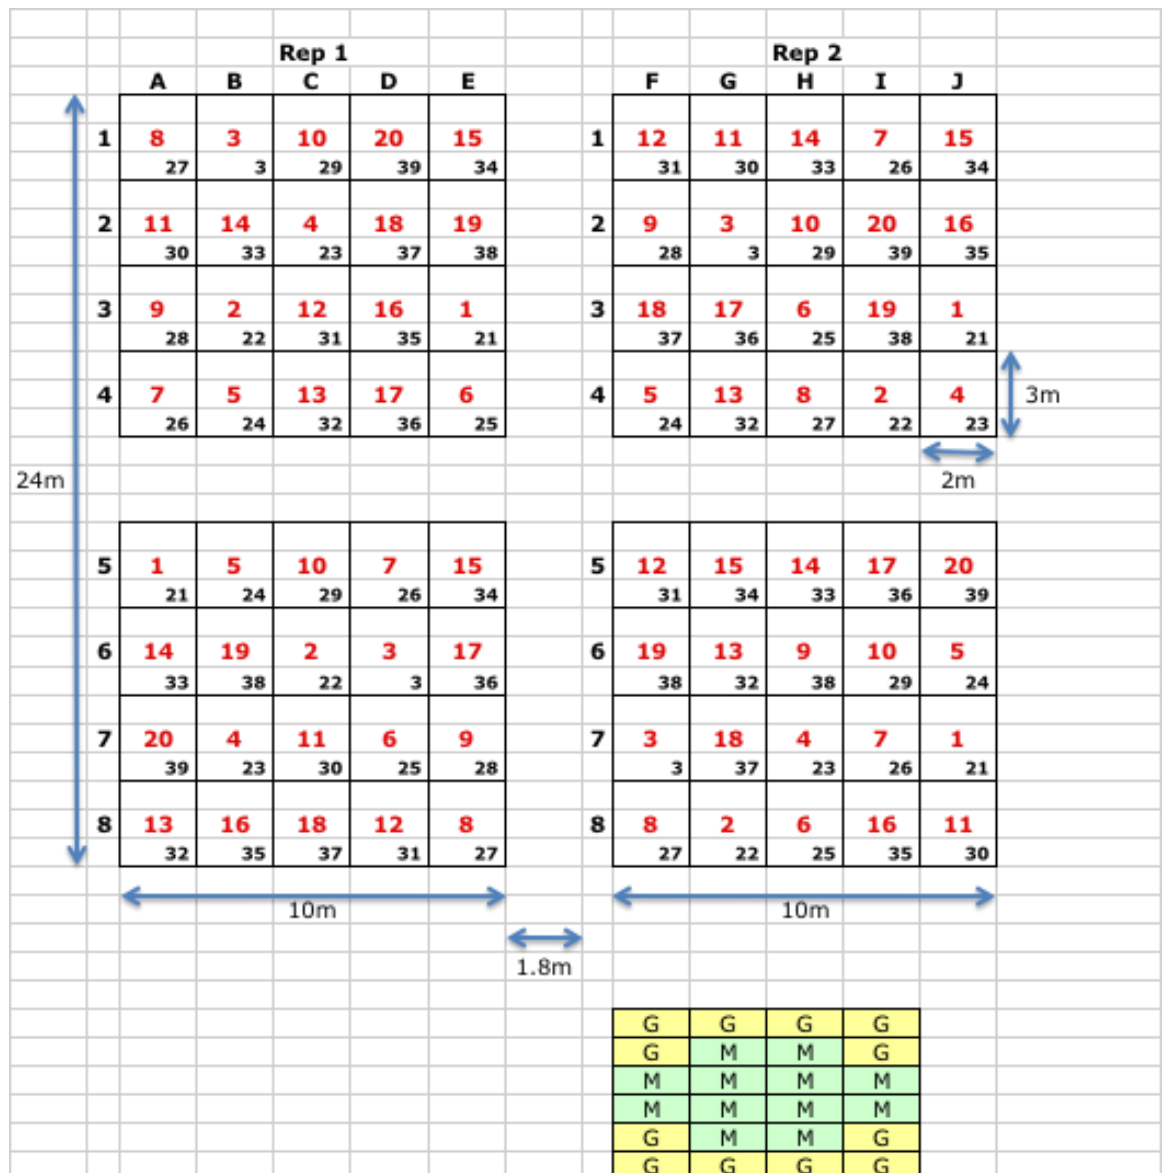 Rep 1 Rep 2
A B C D E F G H I J
1 8 3 10 20 15 1 12 11 14 7 15
27 3 29 39 34 31 30 33 26 34
2 11 14 4 18 19 2 9 3 10 20 16
30 33 23 37 38 28 3 29 39 35
3 9 2 12 16 1 3 18 17 6 19 1
28 22 31 35 21 37 36 25 38 21
4 7 5 13 17 6 4 5 13 8 2 4 3m
26 24 32 36 25 24 32 27 22 23
24m 2m
5 1 5 10 7 15 5 12 15 14 17 20
21 24 29 26 34 31 34 33 36 39
6 14 19 2 3 17 6 19 13 9 10 5
33 38 22 3 36 38 32 38 29 24
7 20 4 11 6 9 7 3 18 4 7 1
39 23 30 25 28 3 37 23 26 21
8 13 16 18 12 8 8 8 2 6 16 11
32 35 37 31 27 27 22 25 35 30
10m 10m
1.8m
G G G G
G M M G
M M M M
M M M M
G M M G
G G G G